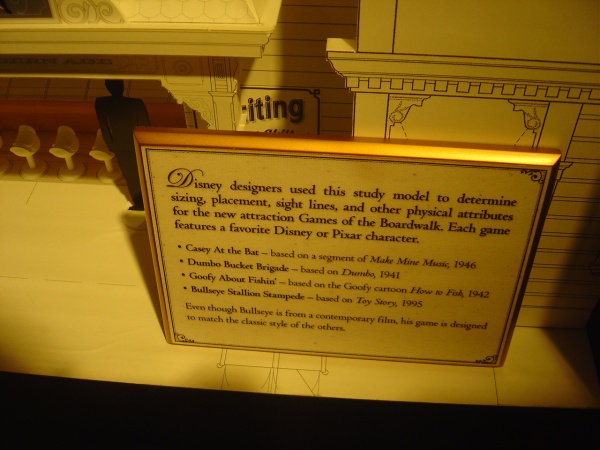 iting
Disney designers used this study model to determine
sizing, placement, sight lines, and other physical attributes
for the new attraction Games of the Boardwalk. Each game
features a favorite Disney or Pixar character.
• Casey At the Bat – based on a segment of Make Mine Music, 1946
• Dumbo Bucket Brigade – based on Dumbo, 1941
• Goofy About Fishin' – based on the Goofy cartoon How to Fish, 1942
• Bullseye Stallion Stampede – based on Toy Story, 1995
Even though Bullseye is from a contemporary film, his game is designed
to match the classic style of the others.